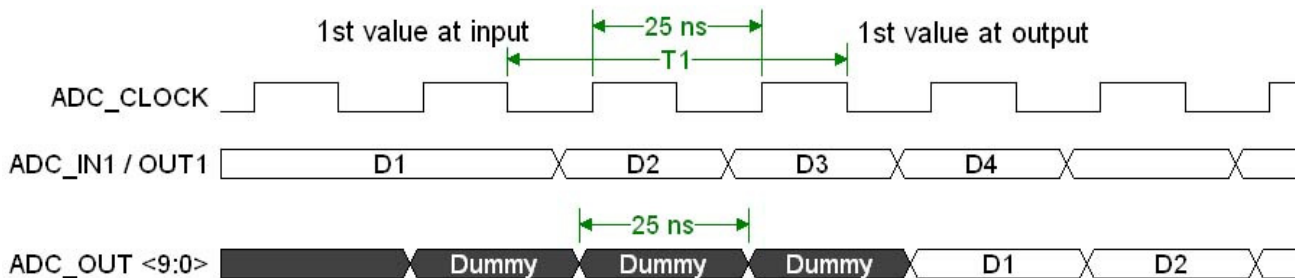 1st value at input
25 ns
1st value at output
T1
ADC_CLOCK
ADC_IN1 / OUT1 D1 D2 D3 D4
25 ns
ADC_OUT <9:0> Dummy Dummy Dummy D1 D2